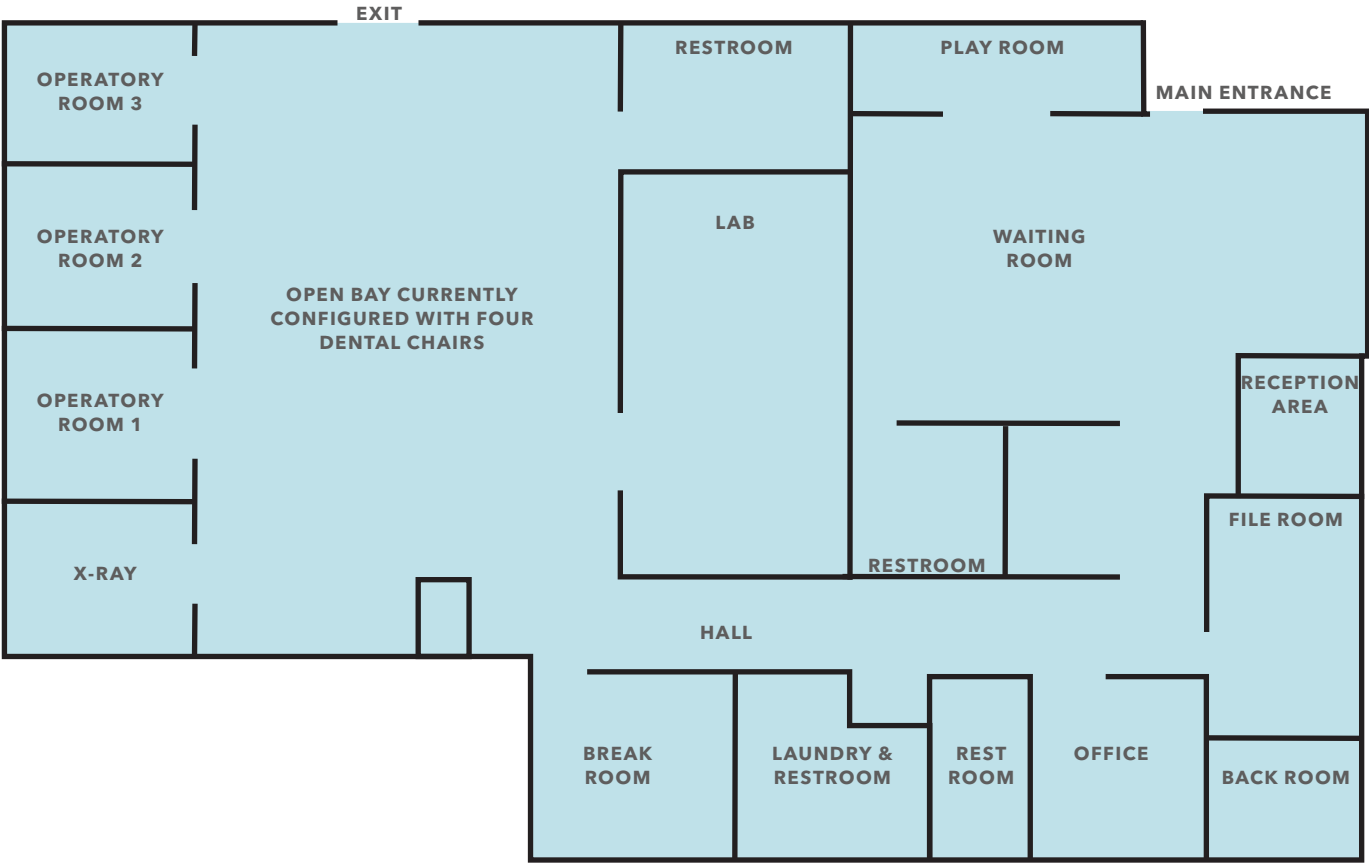 EXIT
RESTROOM
PLAY ROOM
MAIN ENTRANCE
OPERATORY
ROOM 3
LAB
WAITING
ROOM
OPERATORY
ROOM 2
OPEN BAY CURRENTLY
CONFIGURED WITH FOUR
DENTAL CHAIRS
RECEPTION
AREA
OPERATORY
ROOM 1
FILE ROOM
X-RAY
RESTROOM
HALL
BREAK
ROOM
LAUNDRY &
RESTROOM
REST
ROOM
OFFICE
BACK ROOM